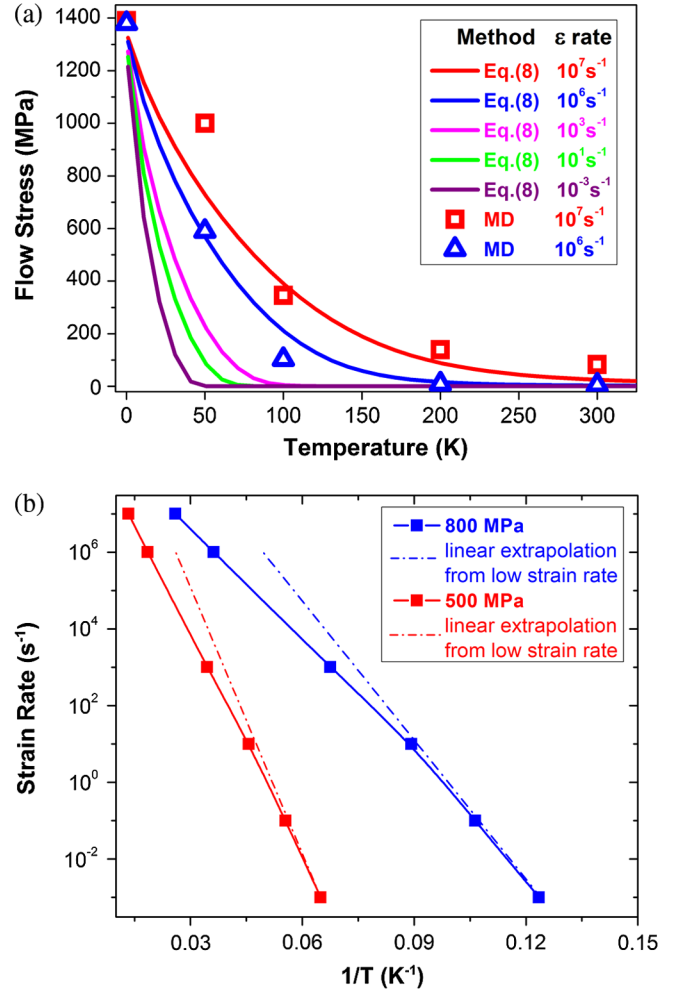 (a)
1400
1200
1000
800
600
400
200
0
Flow Stress (MPa)
0 50 100 150 200 250 300
Temperature (K)
Method ε rate
Eq.(8) 10⁷s⁻¹
Eq.(8) 10⁶s⁻¹
Eq.(8) 10³s⁻¹
Eq.(8) 10¹s⁻¹
Eq.(8) 10⁻³s⁻¹
MD 10⁷s⁻¹
MD 10⁶s⁻¹
(b)
10⁶
10⁴
10²
10⁰
10⁻²
Strain Rate (s⁻¹)
0.03 0.06 0.09 0.12 0.15
1/T (K⁻¹)
800 MPa
linear extrapolation
from low strain rate
500 MPa
linear extrapolation
from low strain rate